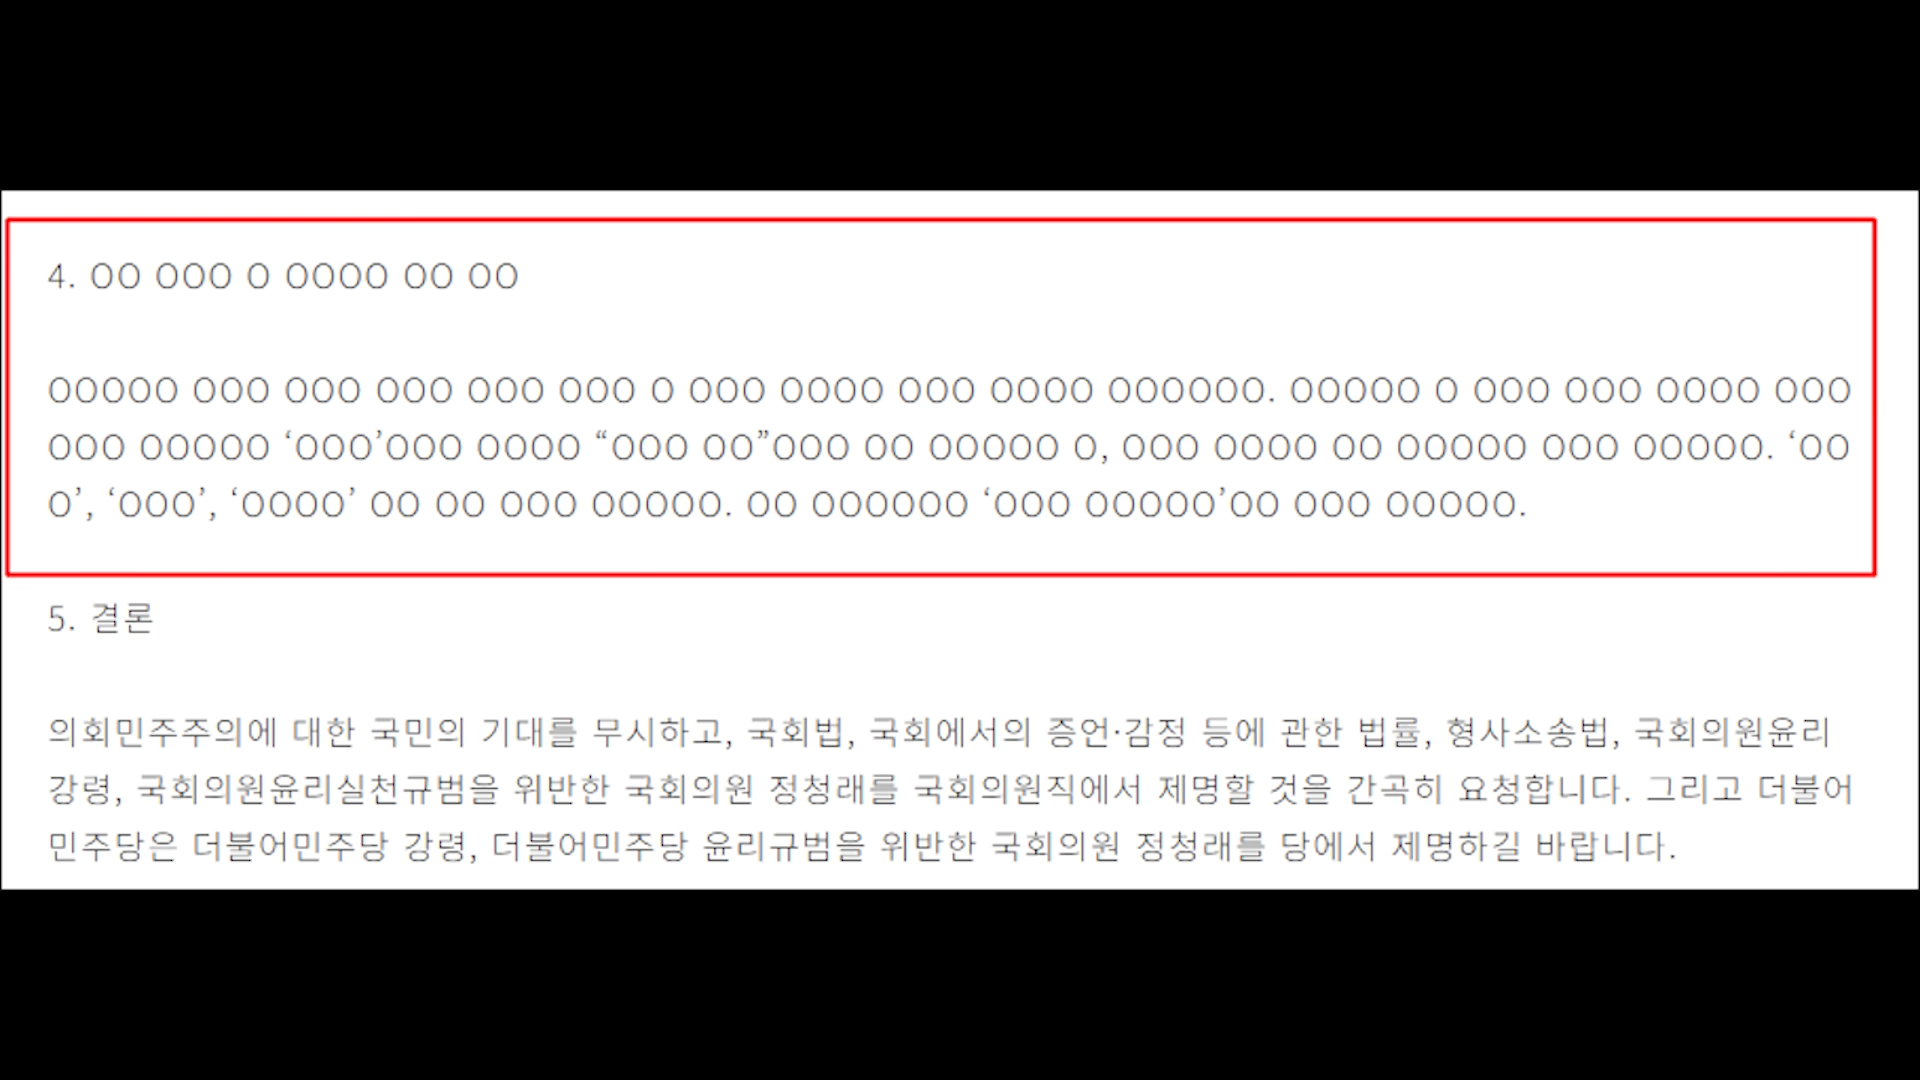 4. OO OOO O OOOO OO OO
OOOOO OOO OOO OOO OOO OOO O OOO OOOO OOO OOOO OOOOOO. OOOOO O OOO OOO OOOO OOO
OOO OOOOO ‘OOO’OOO OOOO “OOO OO”OOO OO OOOOO O, OOO OOOO OO OOOOO OOO OOOOO. ‘OO
O’, ‘OOO’, ‘OOOO’ OO OO OOO OOOOO. OO OOOOOO ‘OOO OOOOO’OO OOO OOOOO.
5. 결론
의회민주주의에 대한 국민의 기대를 무시하고, 국회법, 국회에서의 증언·감정 등에 관한 법률, 형사소송법, 국회의원윤리
강령, 국회의원윤리실천규범을 위반한 국회의원 정청래를 국회의원직에서 제명할 것을 간곡히 요청합니다. 그리고 더불어
민주당은 더불어민주당 강령, 더불어민주당 윤리규범을 위반한 국회의원 정청래를 당에서 제명하길 바랍니다.